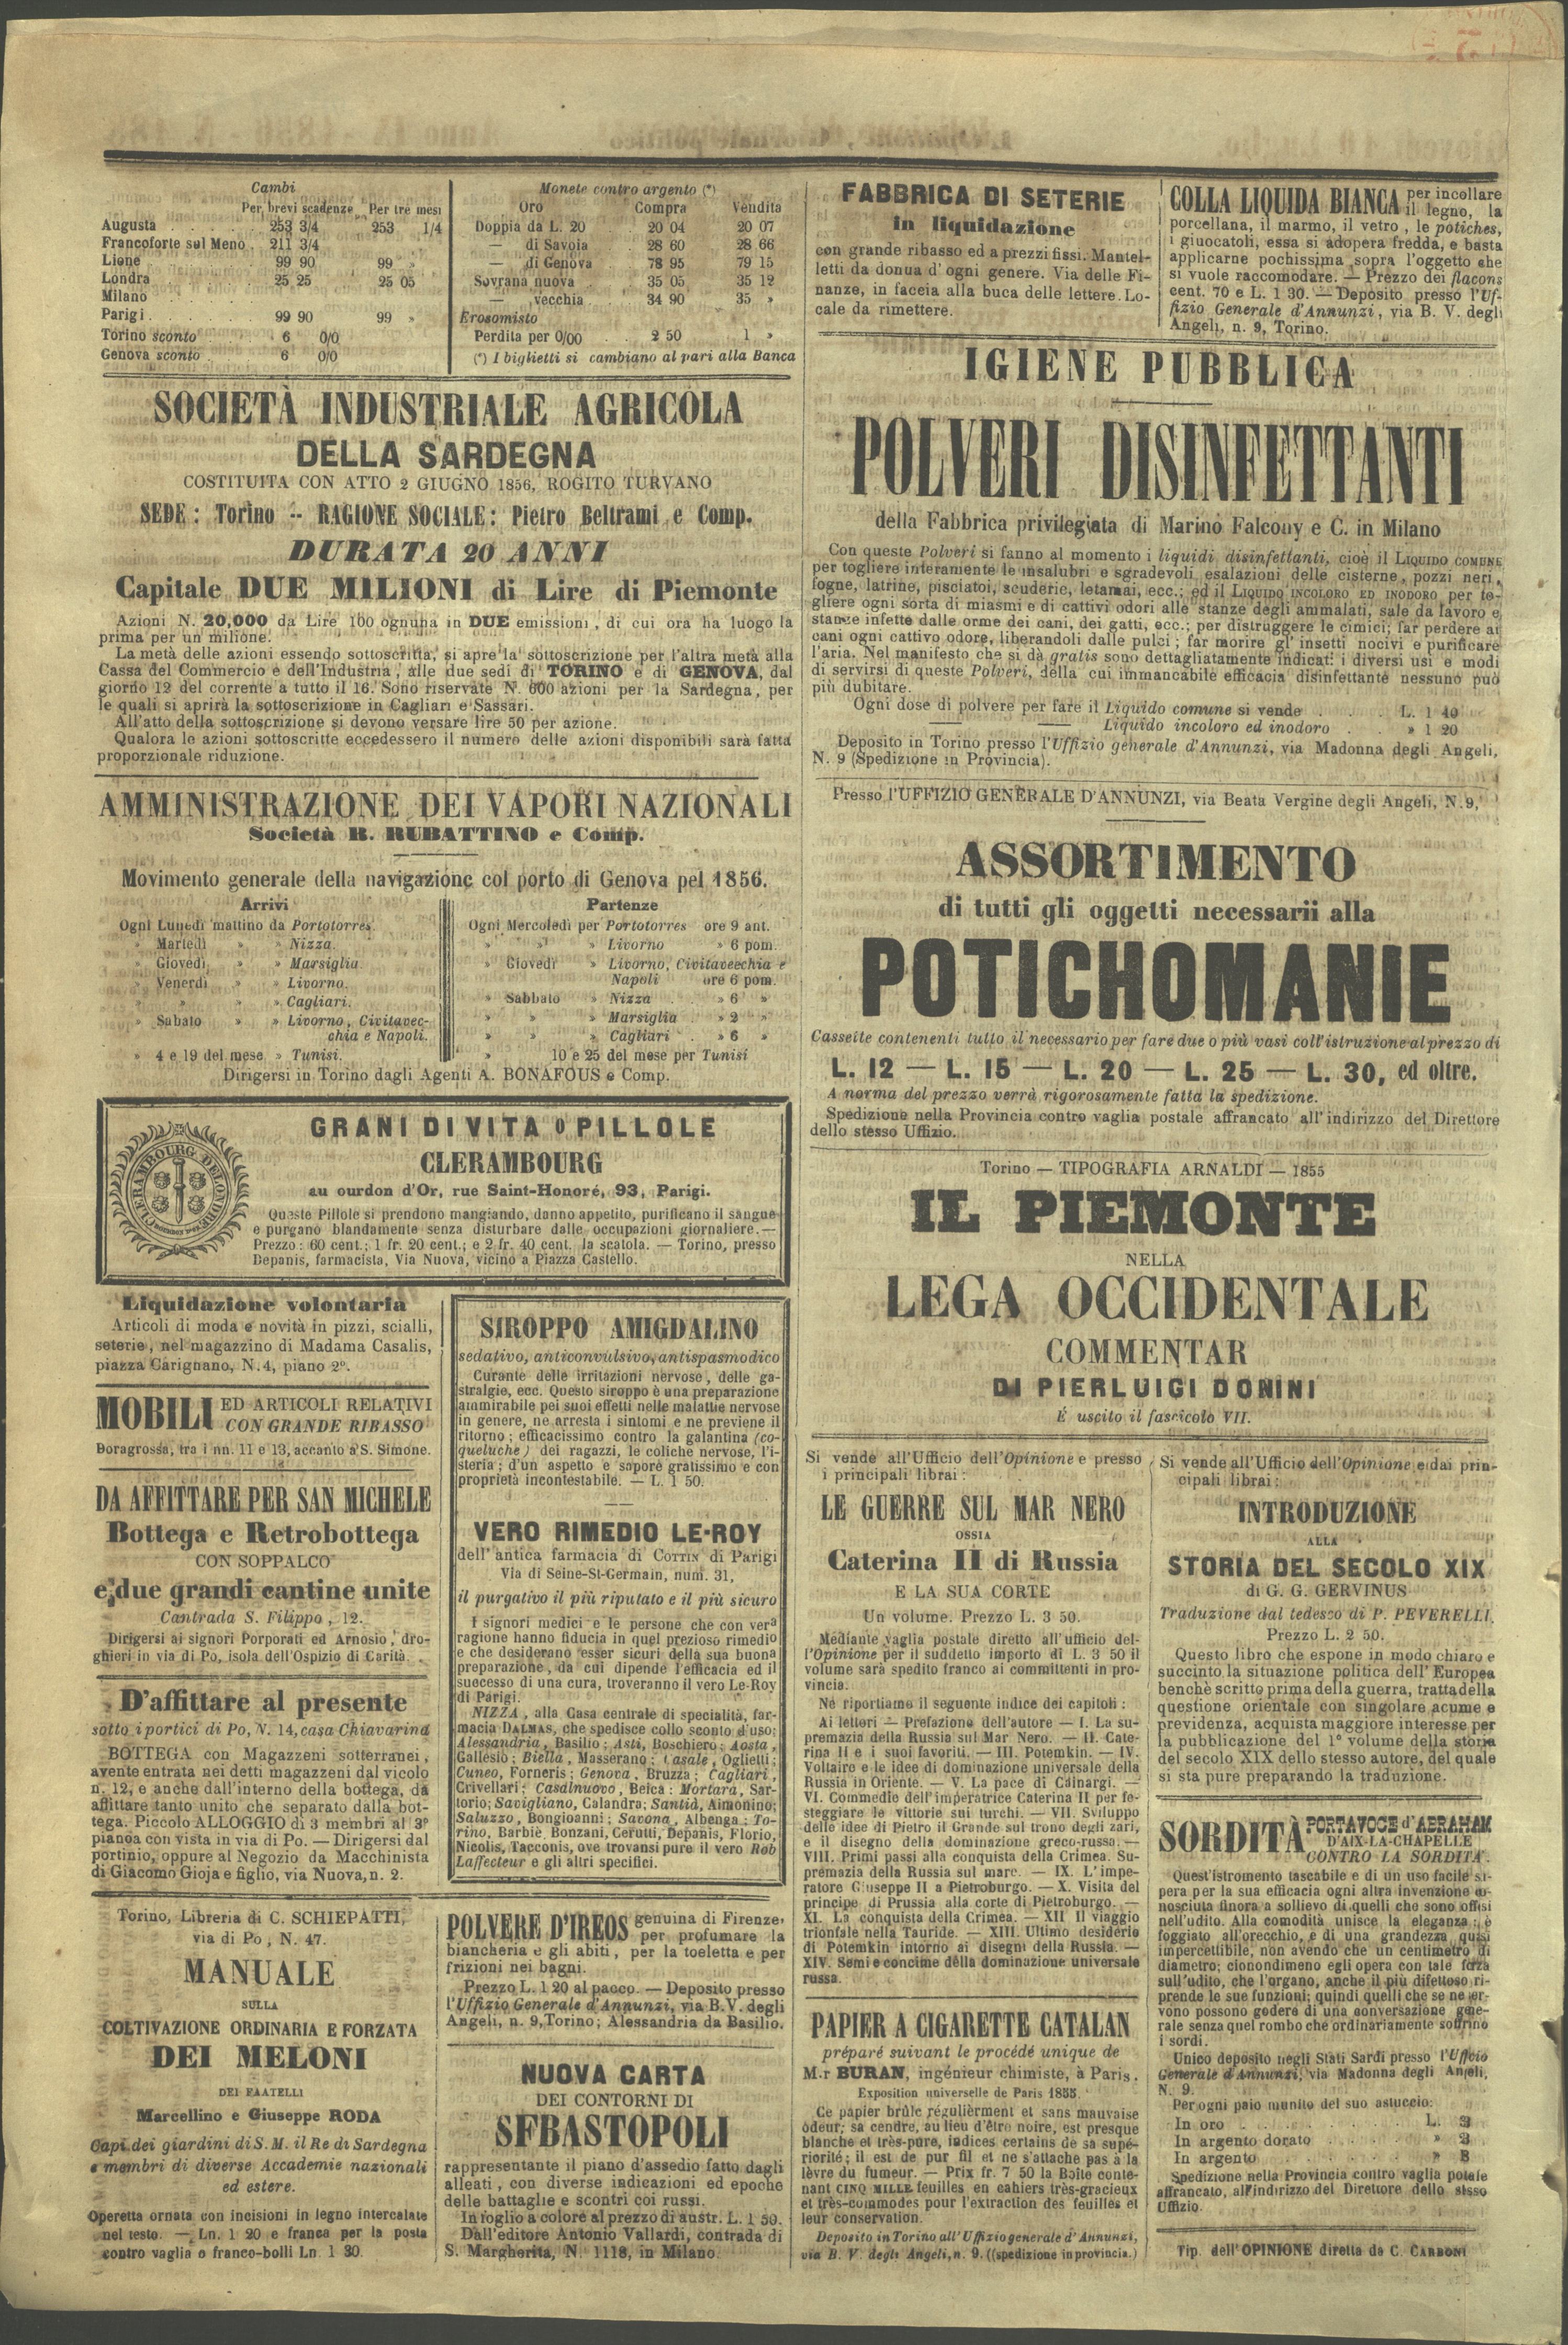 Cambi
Per brevi scadenze Per tre mesi
Augusta . . . . 253 3/4 253 1/4
Francoforte sul Meno . 211 3/4
Lione . . . . 99 90 99 »
Londra . . . . 25 25 25 05
Milano . . .
Parigi . . . . . 99 90 99 »
Torino sconto . . . 6 0/0
Genova sconto . . . 6 0/0
Monete contro argento (*)
Oro Compra Vendita
Doppia da L. 20 . 20 04 20 07
— di Savoia . 28 60 28 66
— di Genova . 78 95 79 15
Sovrana nuova . 35 05 35 12
— vecchia . 34 90 35 »
Erosomisto
Perdita per 0/00 . 2 50 1 »
(*) I biglietti si cambiano al pari alla Banca
SOCIETÀ INDUSTRIALE AGRICOLA
DELLA SARDEGNA
COSTITUITA CON ATTO 2 GIUGNO 1856, ROGITO TURVANO
SEDE: Torino -- RAGIONE SOCIALE: Pietro Beltrami e Comp.
DURATA 20 ANNI
Capitale DUE MILIONI di Lire di Piemonte
Azioni N. 20,000 da Lire 100 ognuna in DUE emissioni, di cui ora ha luogo la
prima per un milione.
La metà delle azioni essendo sottoscritta, si apre la sottoscrizione per l'altra metà alla
Cassa del Commercio e dell'Industria, alle due sedi di TORINO e di GENOVA, dal
giorno 12 del corrente a tutto il 16. Sono riservate N. 600 azioni per la Sardegna, per
le quali si aprirà la sottoscrizione in Cagliari e Sassari.
All'atto della sottoscrizione si devono versare lire 50 per azione.
Qualora le azioni sottoscritte eccedessero il numero delle azioni disponibili sarà fatta
proporzionale riduzione.
AMMINISTRAZIONE DEI VAPORI NAZIONALI
Società R. RUBATTINO e Comp.
Movimento generale della navigazione col porto di Genova pel 1856.
Arrivi
Ogni Lunedì mattino da Portotorres.
» Martedì » » Nizza.
» Giovedì » » Marsiglia
» Venerdì » » Livorno.
» » » » Cagliari.
» Sabato » » Livorno, Civitavec-
chia e Napoli.
» 4 e 19 del mese » Tunisi.
Partenze
Ogni Mercoledì per Portotorres ore 9 ant.
» » » Livorno » 6 pom.
» Giovedì » Livorno, Civitavecchia e
Napoli ore 6 pom.
» Sabbato » Nizza . . » 6 »
» » » Marsiglia . » 2 »
» » » Cagliari . » 6 »
» 10 e 25 del mese per Tunisi
Dirigersi in Torino dagli Agenti A. BONAFOUS e Comp.
CLERAMBOURG DELONDRE
GRANI DI VITA o PILLOLE
CLERAMBOURG
au ourdon d'Or, rue Saint-Honoré, 93, Parigi.
Queste Pillole si prendono mangiando, danno appetito, purificano il sangue
e purgano blandamente senza disturbare dalle occupazioni giornaliere.—
Prezzo: 60 cent.; 1 fr. 20 cent.; e 2 fr. 40 cent. la scatola. — Torino, presso
Depanis, farmacista, Via Nuova, vicino a Piazza Castello.
Liquidazione volontaria
Articoli di moda e novità in pizzi, scialli,
seterie, nel magazzino di Madama Casalis,
piazza Carignano, N. 4, piano 2º.
MOBILI ED ARTICOLI RELATIVI
CON GRANDE RIBASSO
Doragrossa, tra i nn. 11 e 13, accanto a S. Simone.
DA AFFITTARE PER SAN MICHELE
Bottega e Retrobottega
CON SOPPALCO
e due grandi cantine unite
Contrada S. Filippo, 12.
Dirigersi ai signori Porporati ed Arnosio, dro-
ghieri in via di Po, isola dell'Ospizio di Carità.
D'affittare al presente
sotto i portici di Po, N. 14, casa Chiavarina
BOTTEGA con Magazzeni sotterranei,
avente entrata nei detti magazzeni dal vicolo
n. 12, e anche dall'interno della bottega, da
affittare tanto unito che separato dalla bot-
tega. Piccolo ALLOGGIO di 3 membri al 3º
pianoa con vista in via di Po. — Dirigersi dal
portinio, oppure al Negozio da Macchinista
di Giacomo Gioja e figlio, via Nuova, n. 2.
SIROPPO AMIGDALINO
sedativo, anticonvulsivo, antispasmodico
Curante delle irritazioni nervose, delle ga-
stralgie, ecc. Questo siroppo è una preparazione
ammirabile pei suoi effetti nelle malattie nervose
in genere, ne arresta i sintomi e ne previene il
ritorno; efficacissimo contro la galantina (co-
queluche) dei ragazzi, le coliche nervose, l'i-
steria; d'un aspetto e sapore gratissimo e con
proprietà incontestabile. — L. 1 50.
VERO RIMEDIO LE-ROY
dell' antica farmacia di COTTIN di Parigi
Via di Seine-St-Germain, num. 31,
il purgativo il più riputato e il più sicuro
I signori medici e le persone che con vera
ragione hanno fiducia in quel prezioso rimedio
e che desiderano esser sicuri della sua buona
preparazione, da cui dipende l'efficacia ed il
successo di una cura, troveranno il vero Le-Roy
di Parigi.
NIZZA, alla Casa centrale di specialità, far-
macia DALMAS, che spedisce collo sconto d'uso;
Alessandria, Basilio; Asti, Boschiero; Aosta,
Gallesio; Biella, Masserano; Casale, Oglietti;
Cuneo, Forneris; Genova, Bruzza; Cagliari,
Crivellari; Casalnuovo, Beica: Mortara, Sar-
torio; Savigliano, Calandra; Santià, Aimonino;
Saluzzo, Bongioanni; Savona, Albenga; To-
rino, Barbiè, Bonzani, Cerutti, Depanis, Florio,
Nicolis, Tacconis, ove trovansi pure il vero Rob
Laffecteur e gli altri specifici.
Torino, Libreria di C. SCHIEPATTI,
via di Po, N. 47.
MANUALE
SULLA
COLTIVAZIONE ORDINARIA E FORZATA
DEI MELONI
DEI FAATELLI
Marcellino e Giuseppe RODA
Capi dei giardini di S. M. il Re di Sardegna
e membri di diverse Accademie nazionali
ed estere.
Operetta ornata con incisioni in legno intercalate
nel testo. — Ln. 1 20 e franca per la posta
contro vaglia o franco-bolli Ln. 1 30.
POLVERE D'IREOS genuina di Firenze,
per profumare la
biancheria e gli abiti, per la toeletta e per
frizioni nei bagni.
Prezzo L. 1 20 al pacco. — Deposito presso
l'Uffizio Generale d'Annunzi, via B. V. degli
Angeli, n. 9, Torino; Alessandria da Basilio.
NUOVA CARTA
DEI CONTORNI DI
SEBASTOPOLI
rappresentante il piano d'assedio fatto dagli
alleati, con diverse indicazioni ed epoche
delle battaglie e scontri coi russi.
In foglio a colore al prezzo di austr. L. 1 50.
Dall'editore Antonio Vallardi, contrada di
S. Margherita, N. 1118, in Milano.
FABBRICA DI SETERIE
in liquidazione
con grande ribasso ed a prezzi fissi. Mantel-
letti da donua d'ogni genere. Via delle Fi-
nanze, in faceia alla buca delle lettere. Lo-
cale da rimettere.
COLLA LIQUIDA BIANCA per incollare
il legno, la
porcellana, il marmo, il vetro, le potiches,
i giuocatoli, essa si adopera fredda, e basta
applicarne pochissima sopra l'oggetto che
si vuole raccomodare. — Prezzo dei flacons
cent. 70 e L. 1 30. — Deposito presso l'Uf-
fizio Generale d'Annunzi, via B. V. degli
Angeli, n. 9, Torino.
IGIENE PUBBLICA
POLVERI DISINFETTANTI
della Fabbrica privilegiata di Marino Falcony e C. in Milano
Con queste Polveri si fanno al momento i liquidi disinfettanti, cioè il LIQUIDO COMUNE
per togliere interamente le insalubri e sgradevoli esalazioni delle cisterne, pozzi neri,
fogne, latrine, pisciatoi, scuderie, letamai, ecc.; ed il LIQUIDO INCOLORO ED INODORO per to-
gliere ogni sorta di miasmi e di cattivi odori alle stanze degli ammalati, sale da lavoro e
stanze infette dalle orme dei cani, dei gatti, ecc.; per distruggere le cimici; far perdere ai
cani ogni cattivo odore, liberandoli dalle pulci; far morire gl' insetti nocivi e purificare
l'aria. Nel manifesto che si dà gratis sono dettagliatamente indicati i diversi usi e modi
di servirsi di queste Polveri, della cui immancabile efficacia disinfettante nessuno può
più dubitare.
Ogni dose di polvere per fare il Liquido comune si vende . . . L. 1 40
— — Liquido incoloro ed inodoro . . » 1 20
Deposito in Torino presso l'Uffizio generale d'Annunzi, via Madonna degli Angeli,
N. 9 (Spedizione in Provincia).
Presso l'UFFIZIO GENERALE D'ANNUNZI, via Beata Vergine degli Angeli, N. 9,
ASSORTIMENTO
di tutti gli oggetti necessarii alla
POTICHOMANIE
Casseite contenenti tutto il necessario per fare due o più vasi coll'istruzione al prezzo di
L. 12 — L. 15 — L. 20 — L. 25 — L. 30, ed oltre.
A norma del prezzo verrà rigorosamente fatta la spedizione.
Spedizione nella Provincia contro vaglia postale affrancato all'indirizzo del Direttore
dello stesso Uffizio.
Torino — TIPOGRAFIA ARNALDI — 1855
IL PIEMONTE
NELLA
LEGA OCCIDENTALE
COMMENTAR
DI PIERLUIGI DONINI
È uscito il fascicolo VII.
Si vende all'Ufficio dell'Opinione e presso
i principali librai:
LE GUERRE SUL MAR NERO
OSSIA
Caterina II di Russia
E LA SUA CORTE
Un volume. Prezzo L. 3 50.
Mediante vaglia postale diretto all'ufficio del-
l'Opinione per il suddetto importo di L. 3 50 il
volume sarà spedito franco ai committenti in pro-
vincia.
Ne riportiamo il seguente indice dei capitoli:
Ai lettori — Prefazione dell'autore — I. La su-
premazia della Russia sul Mar Nero. — II. Cate-
rina II e i suoi favoriti. — III. Potemkin. — IV.
Voltaire e le idee di dominazione universale della
Russia in Oriente. — V. La pace di Cainargi. —
VI. Commedie dell'imperatrice Caterina II per fe-
steggiare le vittorie sui turchi. — VII. Sviluppo
delle idee di Pietro il Grande sul trono degli zari,
e il disegno della dominazione greco-russa. —
VIII. Primi passi alla conquista della Crimea. Su-
premazia della Russia sul mare. — IX. L'impe-
ratore Giuseppe II a Pietroburgo. — X. Visita del
principe di Prussia alla corte di Pietroburgo. —
XI. La conquista della Crimea. — XII Il viaggio
trionfale nella Tauride. — XIII. Ultimo desiderio
di Potemkin intorno ai disegni della Russia. —
XIV. Semi e concime della dominazione universale
russa.
PAPIER A CIGARETTE CATALAN
préparé suivant le procédé unique de
M.r BURAN, ingénieur chimiste, à Paris.
Exposition universelle de Paris 1855.
Ce papier brûle régulièrment et sans mauvaise
odeur; sa cendre, au lieu d'être noire, est presque
blanche et très-pure, indices certains de sa supé-
riorité; il est de pur fil et ne s'attache pas à la
lèvre du fumeur. — Prix fr. 7 50 la Boîte conte-
nant CINQ MILLE feuilles en cahiers très-gracieux
et très-commodes pour l'extraction des feuilles et
leur conservation.
Deposito in Torino all' Uffizio generale d'Annunzi,
via B. V. degli Angeli, n. 9. ((spedizione in provincia.)
Si vende all'Ufficio dell'Opinione e dai prin-
cipali librai:
INTRODUZIONE
ALLA
STORIA DEL SECOLO XIX
di G. G. GERVINUS
Traduzione dal tedesco di P. PEVERELLI.
Prezzo L. 2 50.
Questo libro che espone in modo chiaro e
succinto la situazione politica dell' Europea
benchè scritto prima della guerra, tratta della
questione orientale con singolare acume e
previdenza, acquista maggiore interesse per
la pubblicazione del 1º volume della storia
del secolo XIX dello stesso autore, del quale
si sta pure preparando la traduzione.
SORDITÀ PORTAVOCE d'ABRAHAM
D'AIX-LA-CHAPELLE
CONTRO LA SORDITA'.
Quest'istromento tascabile e di un uso facile su-
pera per la sua efficacia ogni altra invenzione co-
nosciuta finora a sollievo di quelli che sono offesi
nell'udito. Alla comodità unisce la eleganza; è
foggiato all'orecchio, e di una grandezza quasi
impercettibile, non avendo che un centimetro di
diametro; cionondimeno egli opera con tale forza
sull'udito, che l'organo, anche il più difettoso ri-
prende le sue funzioni; quindi quelli che se ne ser-
vono possono godere di una conversazione gene-
rale senza quel rombo che ordinariamente soffrino
i sordi.
Unico deposito negli Stati Sardi presso l'Uffcio
Generale d'Annunzi, via Madonna degli Angeli,
N. 9.
Per ogni paio munito del suo astuccio:
In oro . . . . . . . L.
In argento dorato . . . . . »
In argento . . . . . . . » 8
Spedizione nella Provincia contro vaglia potale
affrancato, all'indirizzo del Direttore dello stsso
Uffizio.
Tip. dell'OPINIONE diretta da C. CARBONI